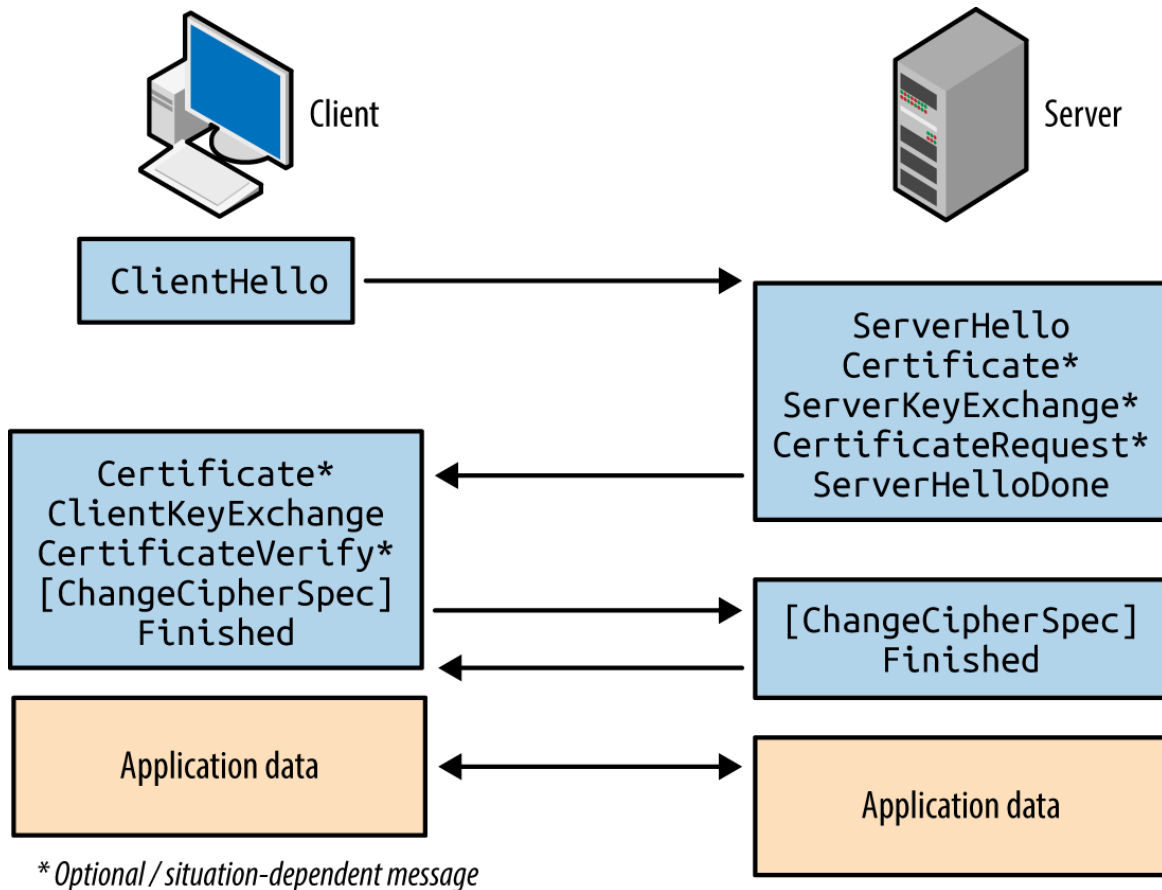 Client
Server
ClientHello
ServerHello
Certificate*
ServerKeyExchange*
CertificateRequest*
ServerHelloDone
Certificate*
ClientKeyExchange
CertificateVerify*
[ChangeCipherSpec]
Finished
[ChangeCipherSpec]
Finished
Application data
Application data
* Optional / situation-dependent message